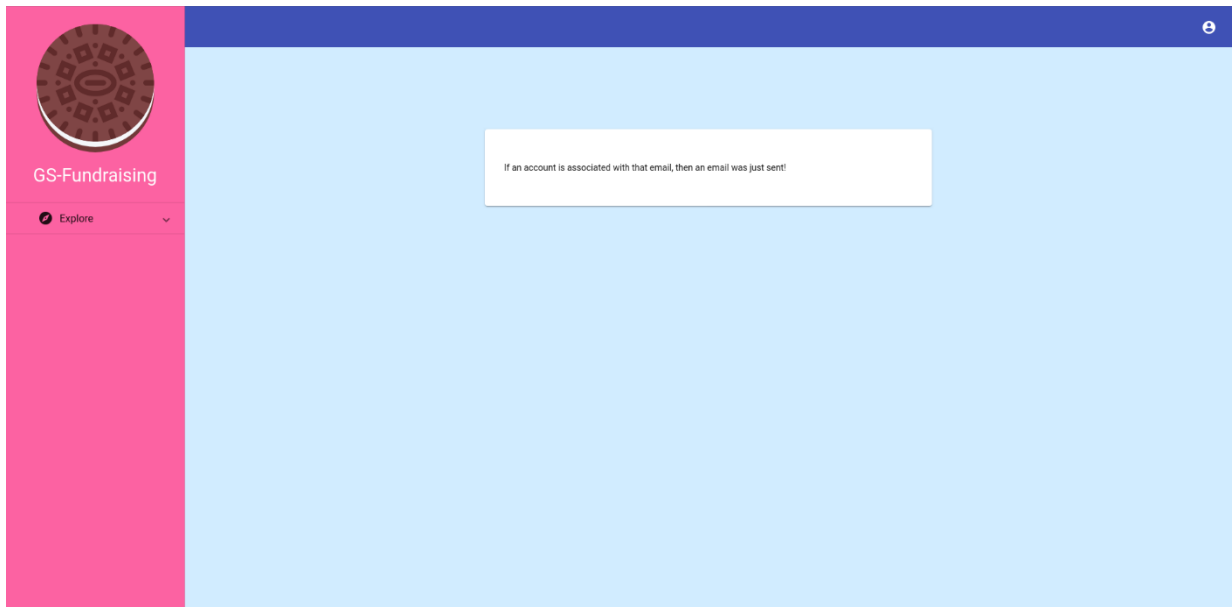 GS-Fundraising
Explore
If an account is associated with that email, then an email was just sent!